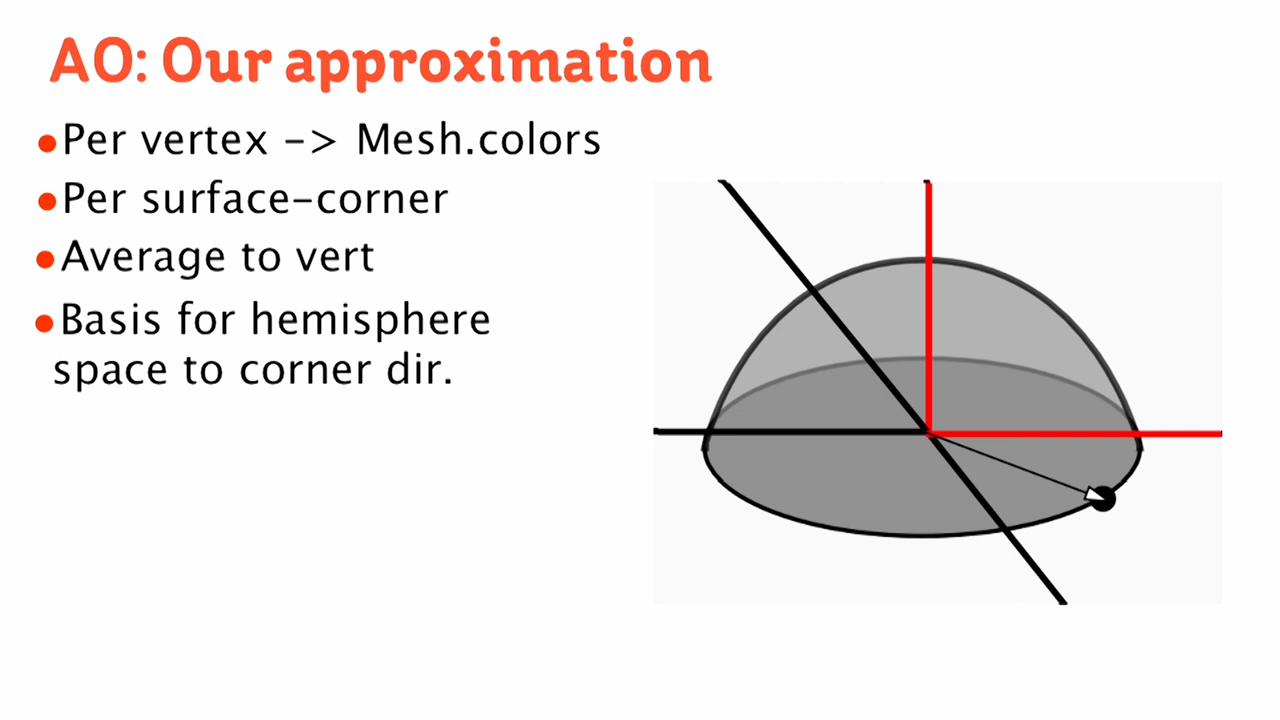 AO: Our approximation
Per vertex -> Mesh.colors
Per surface-corner
Average to vert
Basis for hemisphere
space to corner dir.